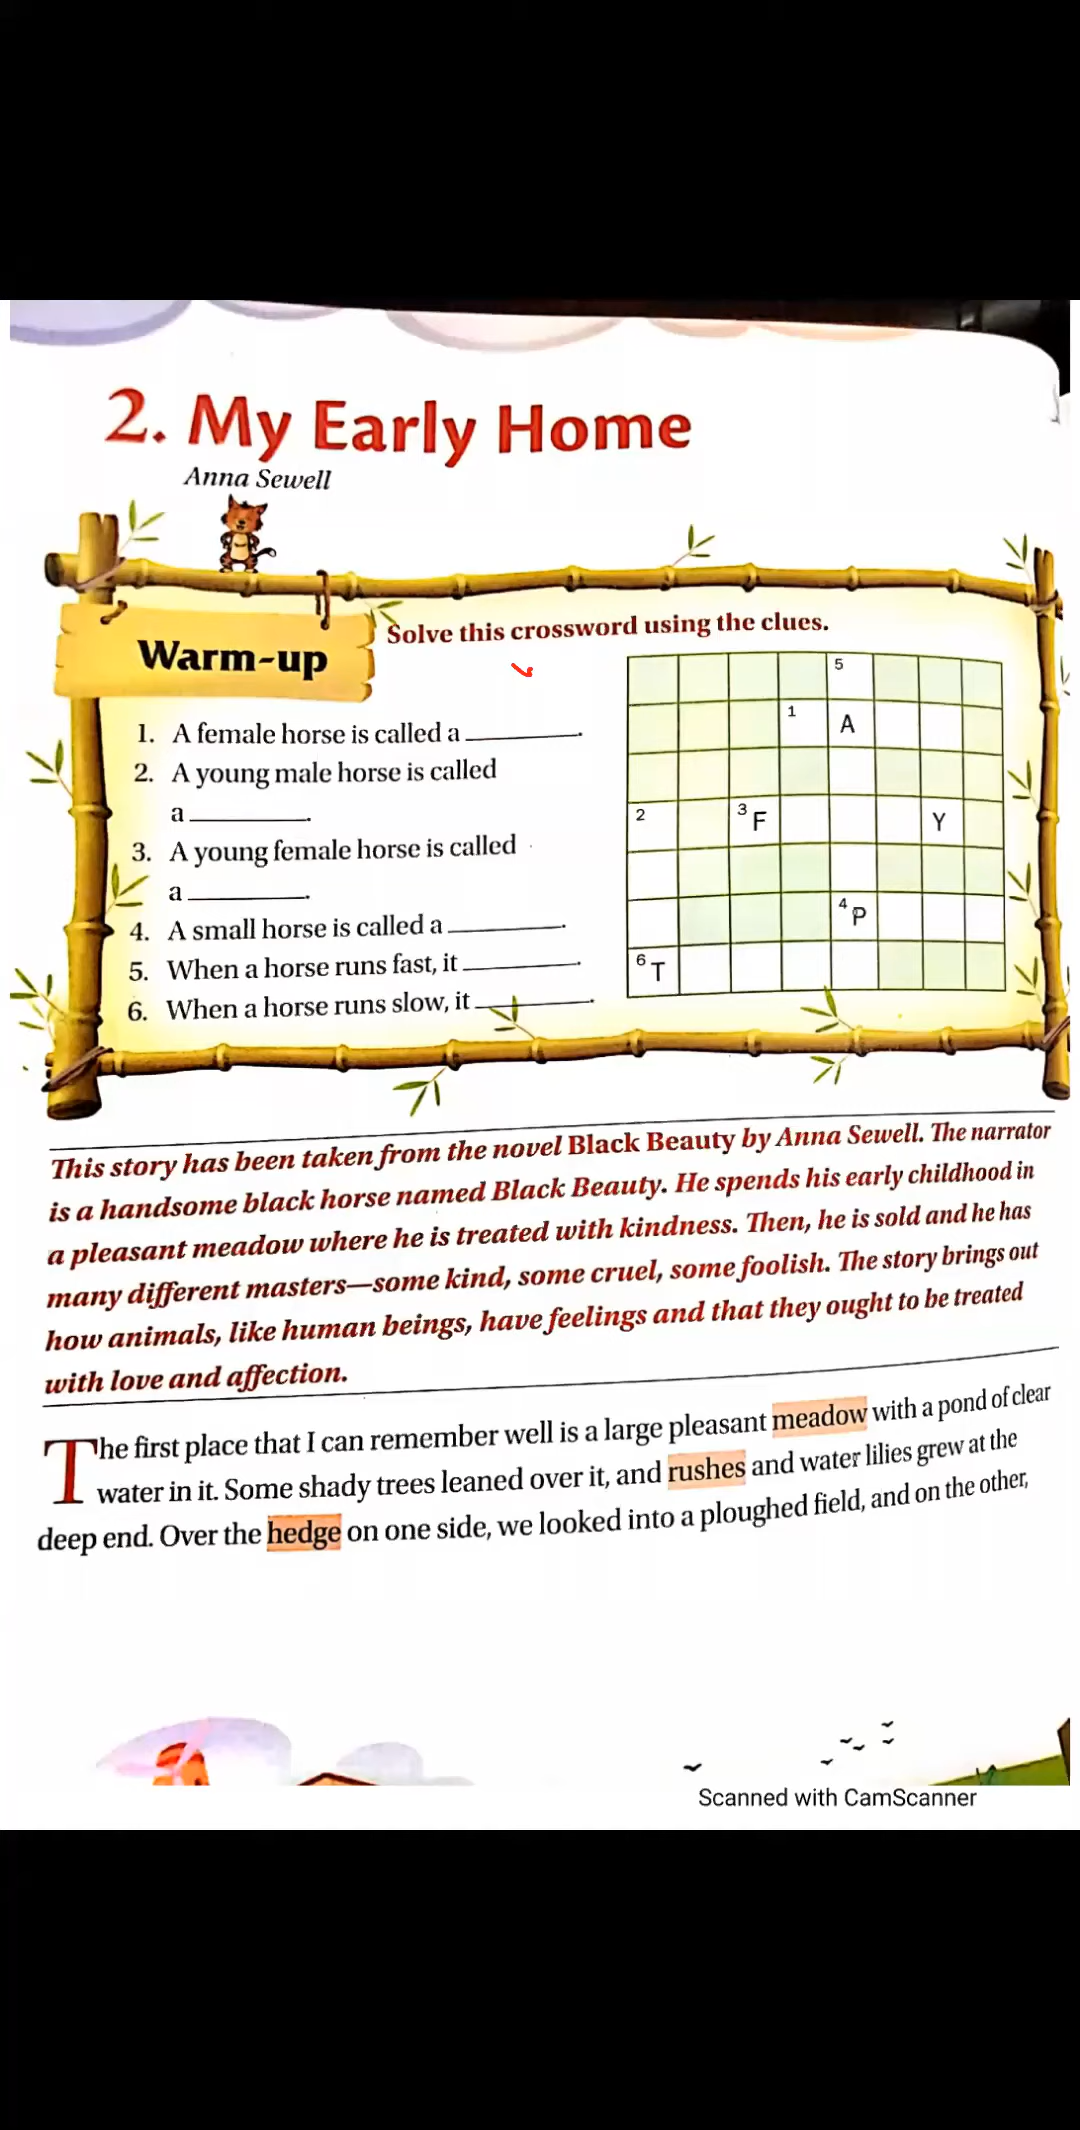 2. My Early Home
Anna Sewell
Warm-up
Solve this crossword using the clues.
1. A female horse is called a __________.
2. A young male horse is called
a __________.
3. A young female horse is called
a __________.
4. A small horse is called a __________.
5. When a horse runs fast, it __________.
6. When a horse runs slow, it __________.
5
1 A
2 3 F Y
4 P
6 T
This story has been taken from the novel Black Beauty by Anna Sewell. The narrator
is a handsome black horse named Black Beauty. He spends his early childhood in
a pleasant meadow where he is treated with kindness. Then, he is sold and he has
many different masters—some kind, some cruel, some foolish. The story brings out
how animals, like human beings, have feelings and that they ought to be treated
with love and affection.
The first place that I can remember well is a large pleasant meadow with a pond of clear
water in it. Some shady trees leaned over it, and rushes and water lilies grew at the
deep end. Over the hedge on one side, we looked into a ploughed field, and on the other,
Scanned with CamScanner